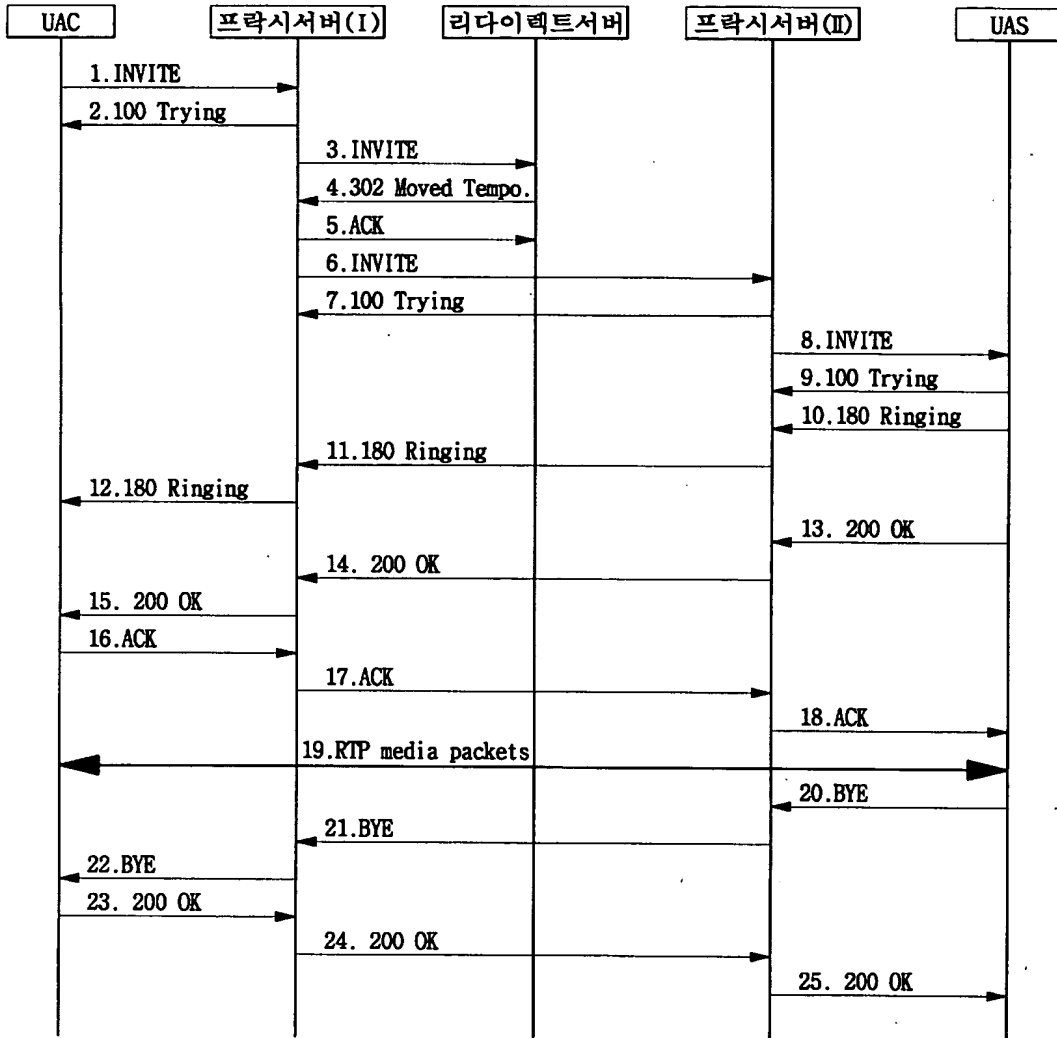 UAC
프락시서버(I)
리다이렉트서버
프락시서버(II)
UAS
1.INVITE
2.100 Trying
3.INVITE
4.302 Moved Tempo.
5.ACK
6.INVITE
7.100 Trying
8.INVITE
9.100 Trying
10.180 Ringing
11.180 Ringing
12.180 Ringing
13. 200 OK
14. 200 OK
15. 200 OK
16.ACK
17.ACK
18.ACK
19.RTP media packets
20.BYE
21.BYE
22.BYE
23. 200 OK
24. 200 OK
25. 200 OK